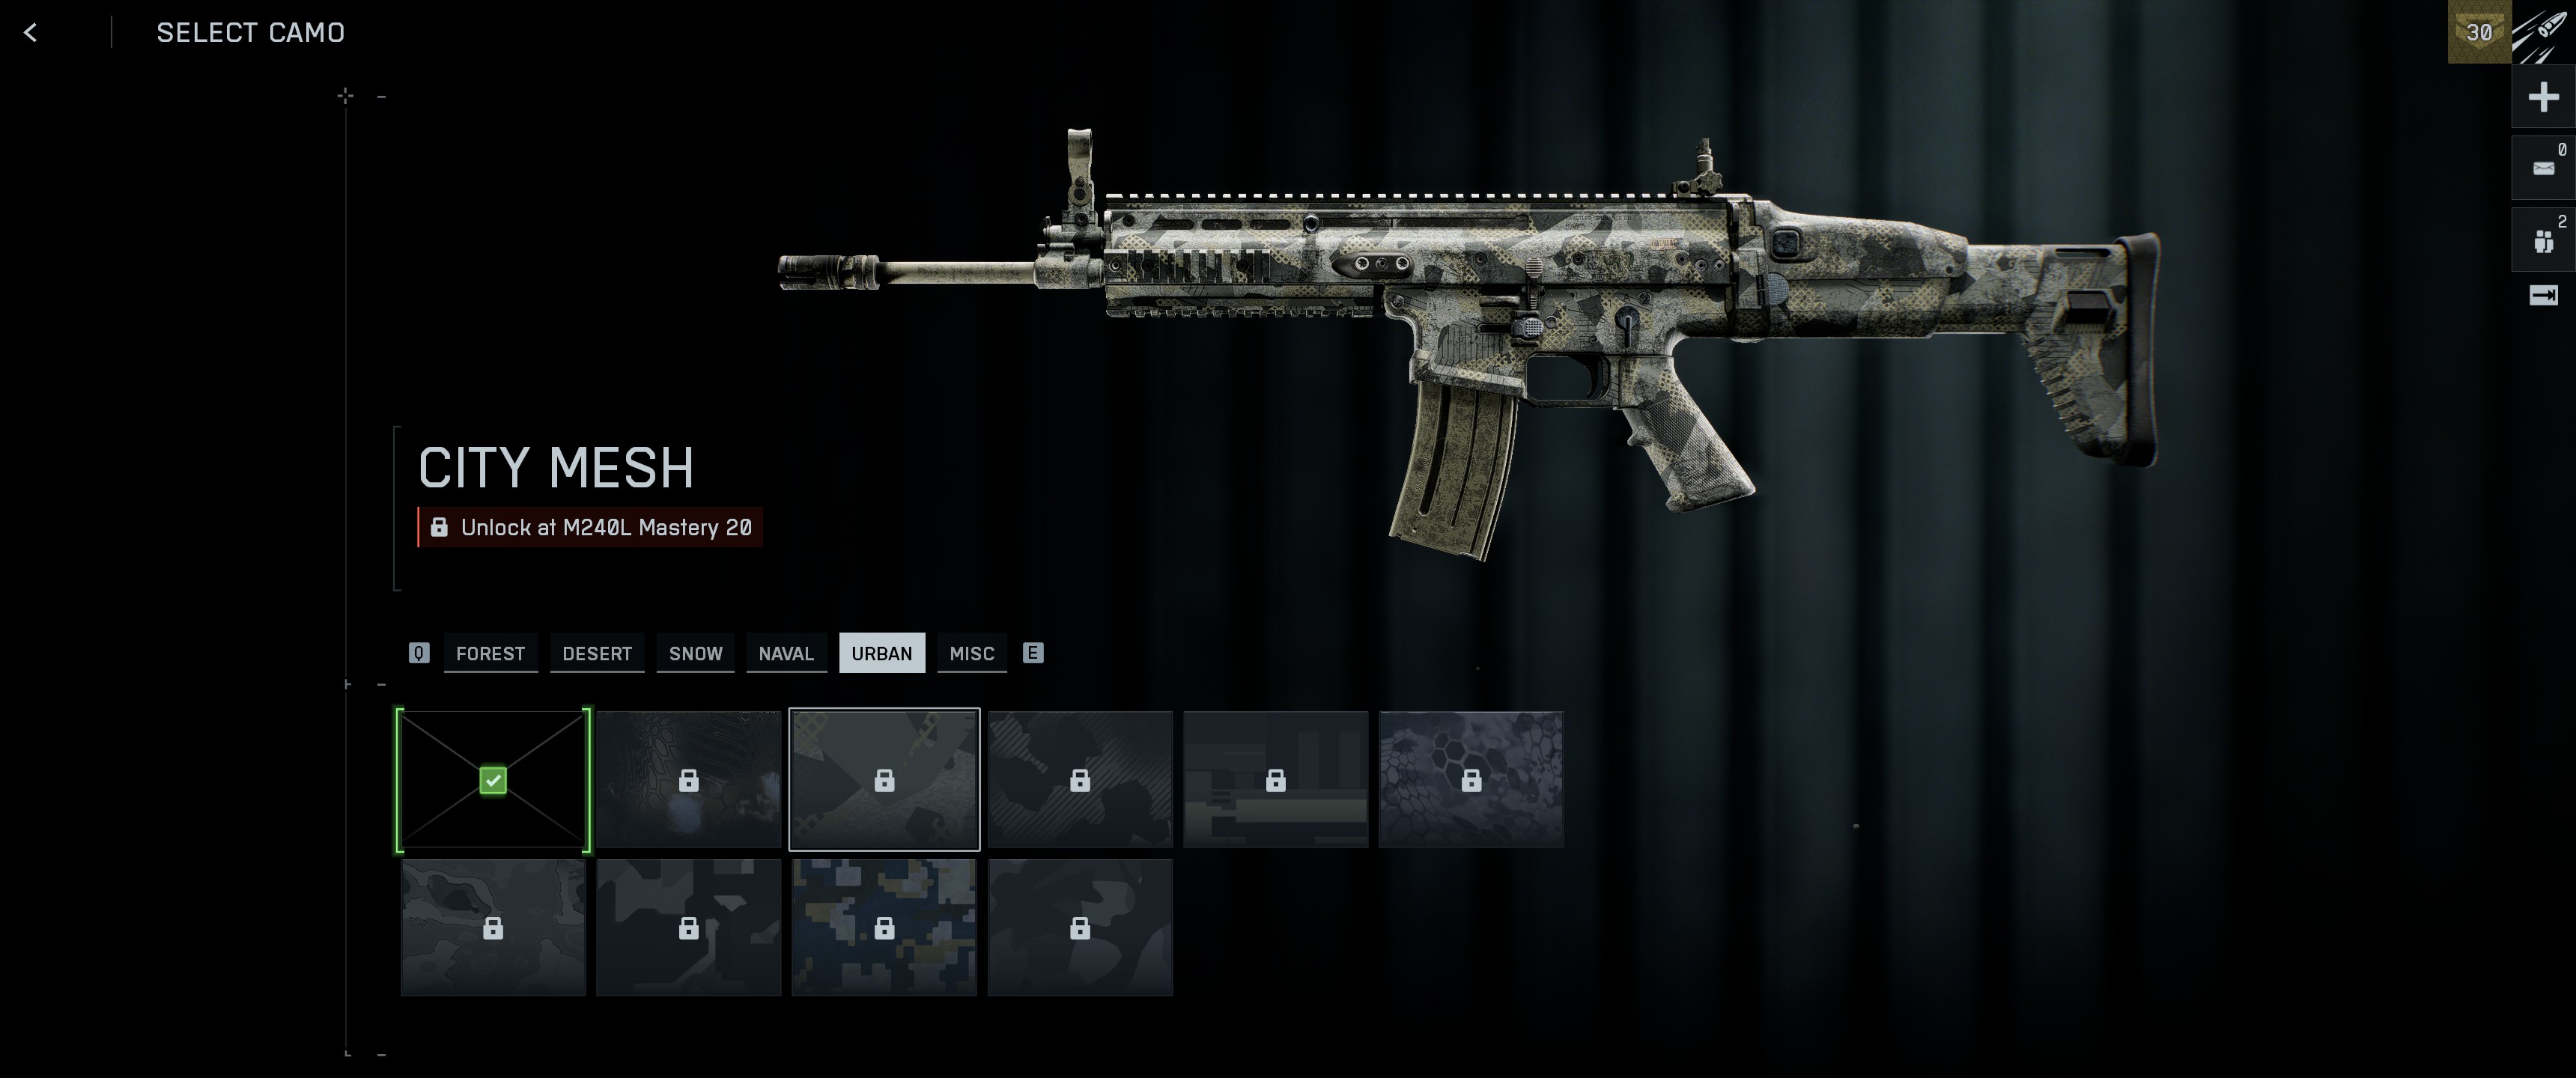 SELECT CAMO
30
0
2
CITY MESH
Unlock at M240L Mastery 20
Q FOREST DESERT SNOW NAVAL URBAN MISC E